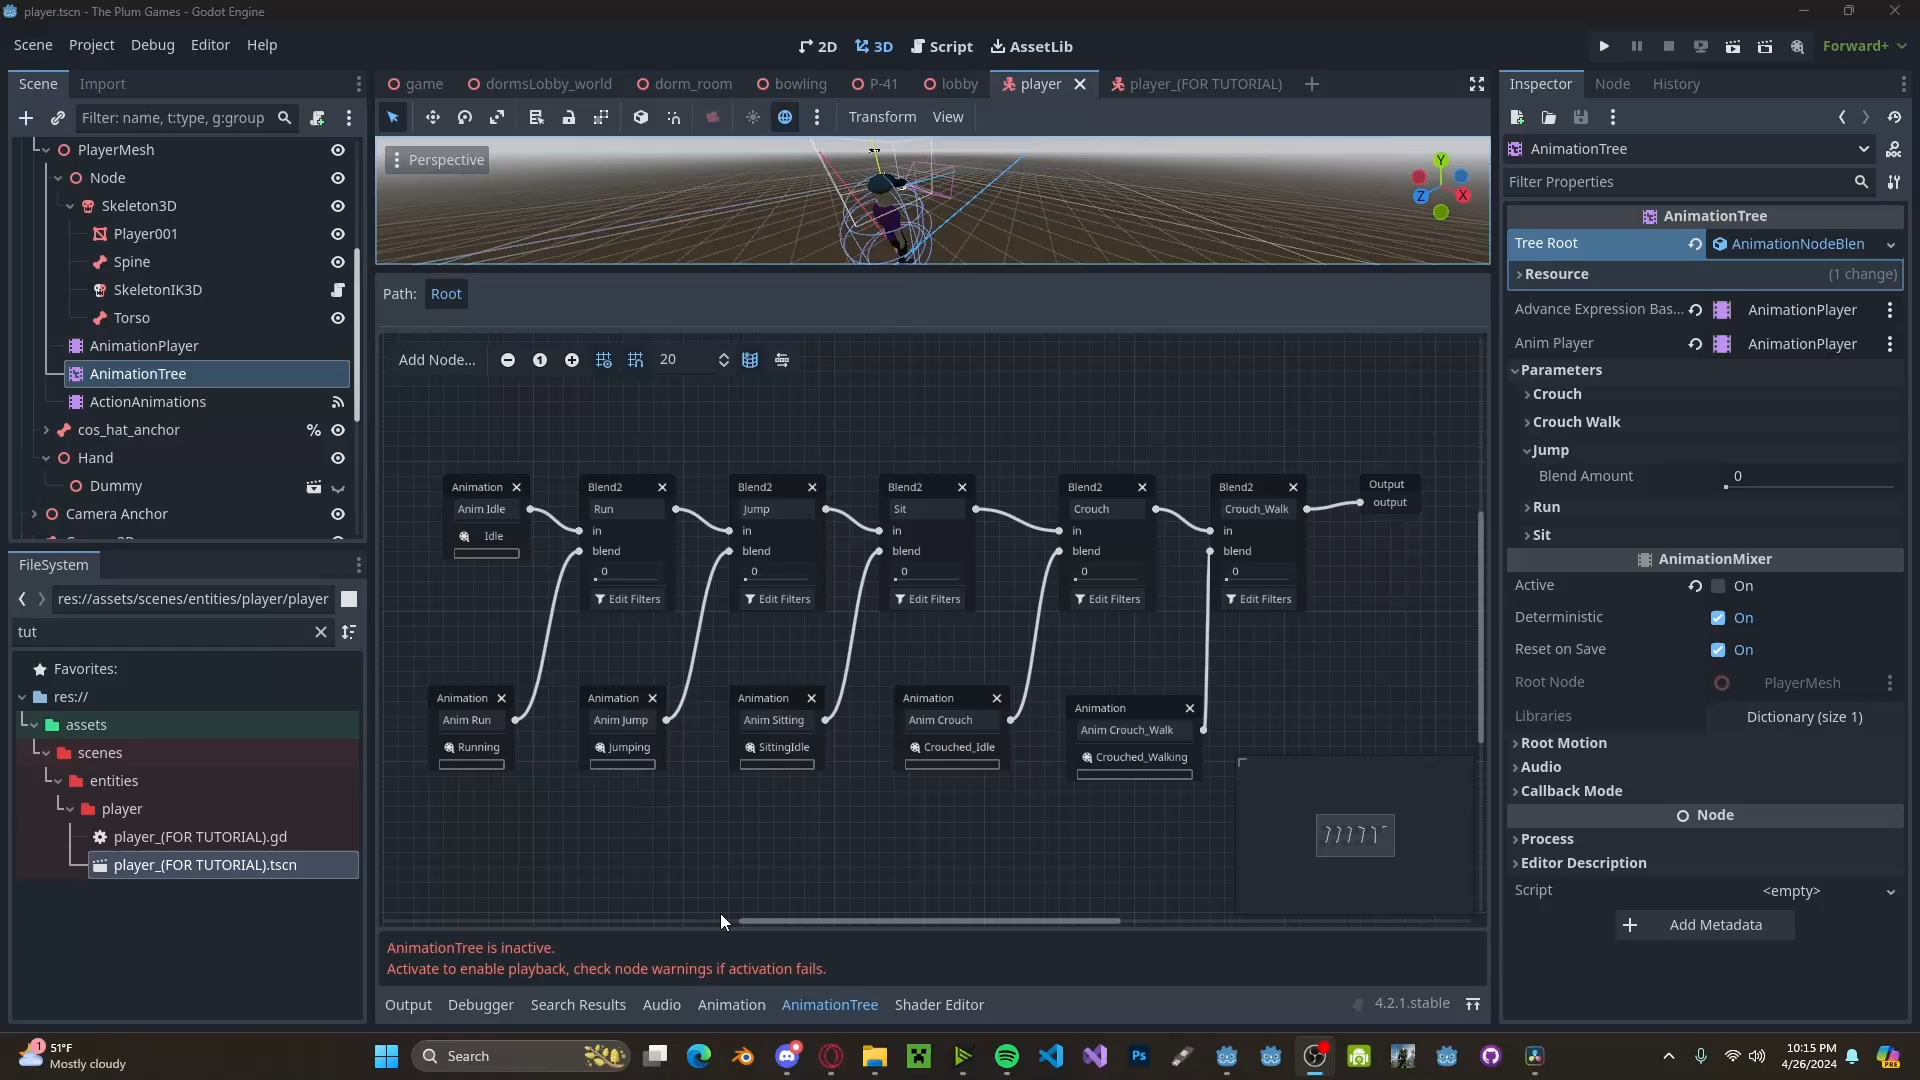 player.tscn - The Plum Games - Godot Engine
Scene Project Debug Editor Help
2D 3D Script AssetLib
Forward+
Scene Import
Filter: name, t:type, g:group
PlayerMesh
Node
Skeleton3D
Player001
Spine
SkeletonIK3D
Torso
AnimationPlayer
AnimationTree
ActionAnimations
cos_hat_anchor %
Hand
Dummy
Camera Anchor
FileSystem
res://assets/scenes/entities/player/player
tut
Favorites:
res://
assets
scenes
entities
player
player_(FOR TUTORIAL).gd
player_(FOR TUTORIAL).tscn
game dormsLobby_world dorm_room bowling P-41 lobby player player_(FOR TUTORIAL)
Transform View
Perspective
Y
Z X
Path: Root
Add Node... 1 20
Animation
Anim Idle
Idle
Blend2
Run
in
blend
0
Edit Filters
Blend2
Jump
in
blend
0
Edit Filters
Blend2
Sit
in
blend
0
Edit Filters
Blend2
Crouch
in
blend
0
Edit Filters
Blend2
Crouch_Walk
in
blend
0
Edit Filters
Output
output
Animation
Anim Run
Running
Animation
Anim Jump
Jumping
Animation
Anim Sitting
SittingIdle
Animation
Anim Crouch
Crouched_Idle
Animation
Anim Crouch_Walk
Crouched_Walking
AnimationTree is inactive.
Activate to enable playback, check node warnings if activation fails.
Output Debugger Search Results Audio Animation AnimationTree Shader Editor
4.2.1.stable
Inspector Node History
AnimationTree
DOC
Filter Properties
AnimationTree
Tree Root AnimationNodeBlen
Resource (1 change)
Advance Expression Bas... AnimationPlayer
Anim Player AnimationPlayer
Parameters
Crouch
Crouch Walk
Jump
Blend Amount 0
Run
Sit
AnimationMixer
Active On
Deterministic On
Reset on Save On
Root Node PlayerMesh
Libraries Dictionary (size 1)
Root Motion
Audio
Callback Mode
Node
Process
Editor Description
Script <empty>
Add Metadata
1
51°F
Mostly cloudy
Search
Ps
10:15 PM
4/26/2024
PRE